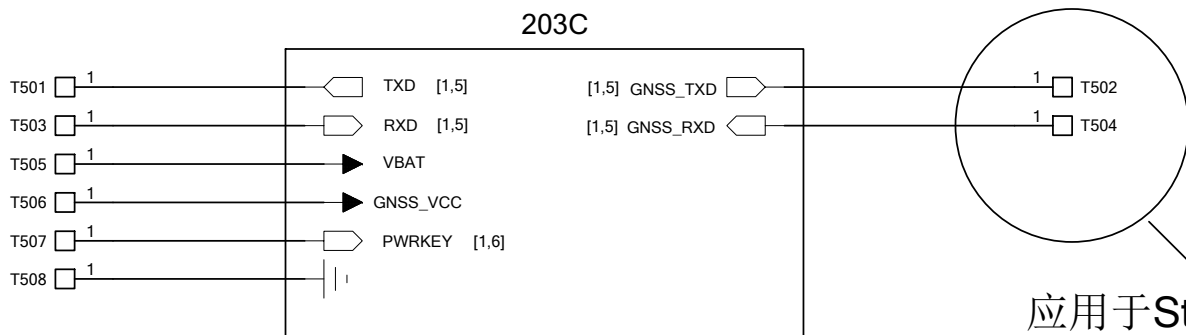 203C
T501 1 TXD [1,5] [1,5] GNSS_TXD 1 T502
T503 1 RXD [1,5] [1,5] GNSS_RXD 1 T504
T505 1 VBAT
T506 1 GNSS_VCC
T507 1 PWRKEY [1,6]
T508 1
应用于St